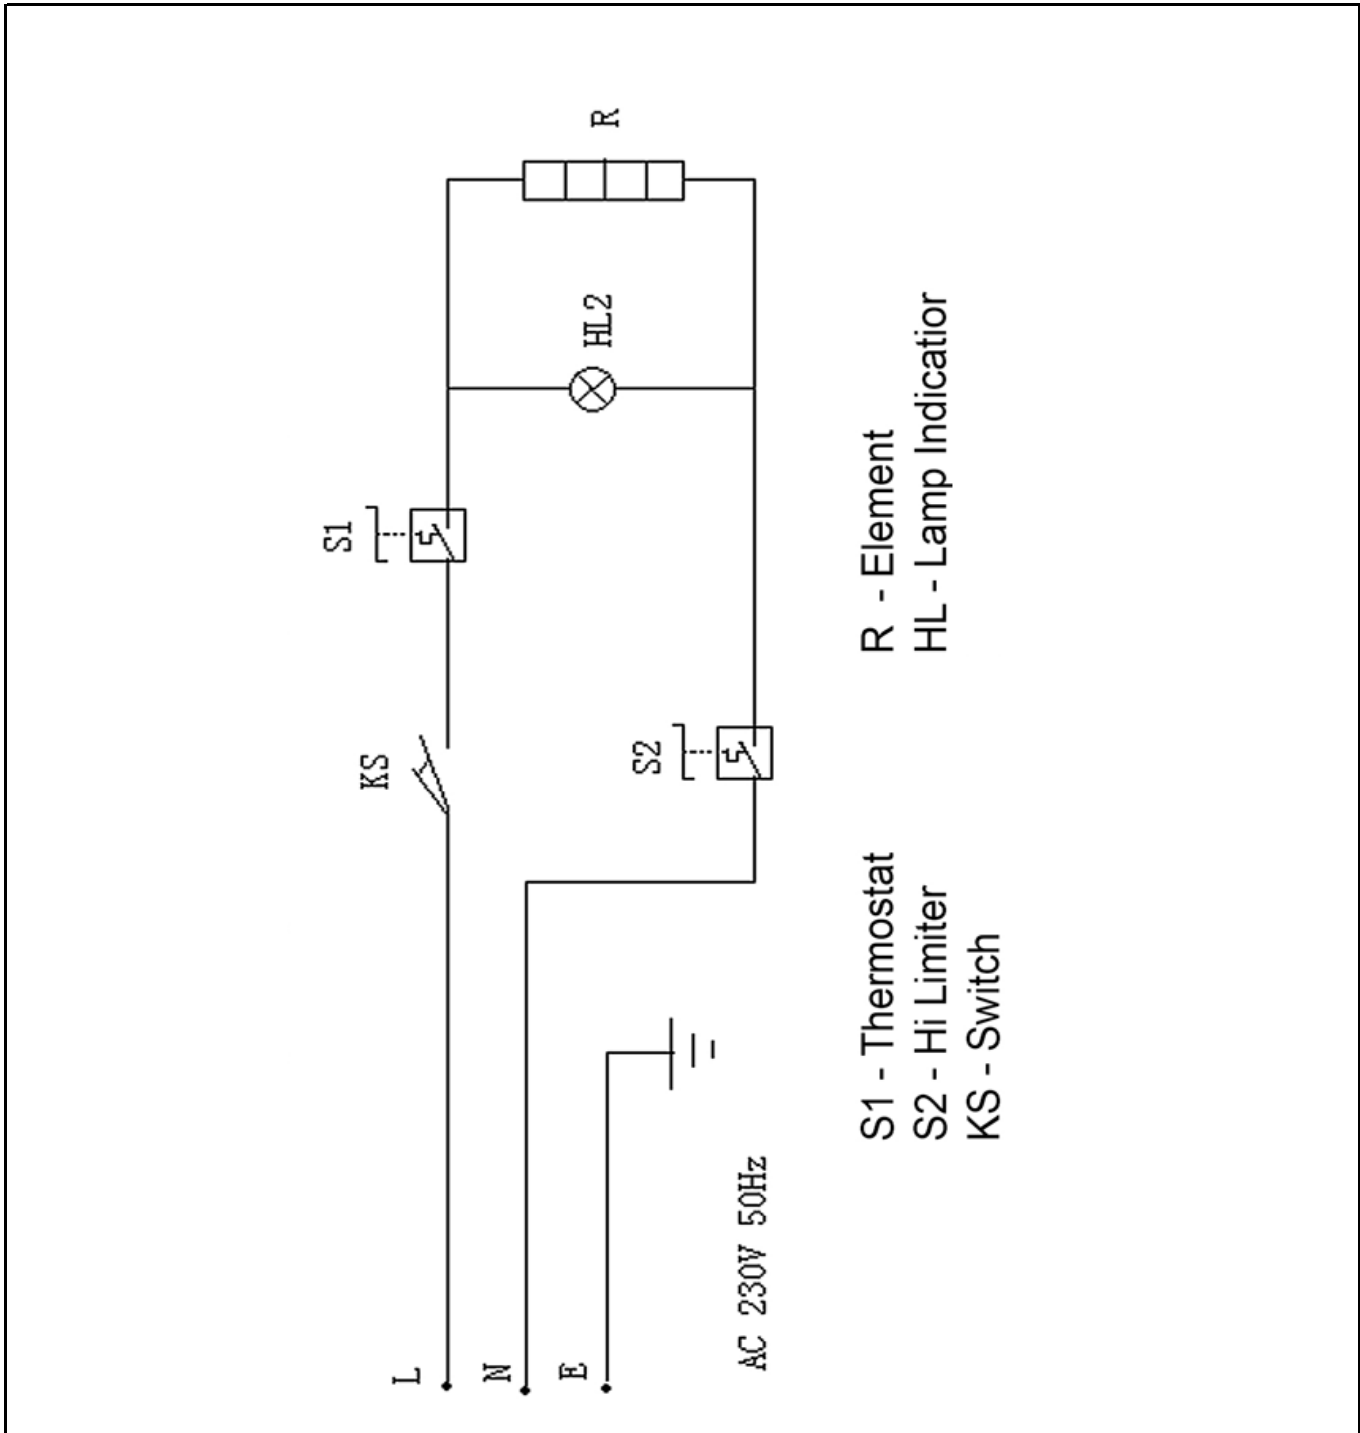 L
N
E
AC 230V 50Hz
KS
S1
S2
HL2
R
S1 - Thermostat
S2 - Hi Limiter
KS - Switch
R - Element
HL - Lamp Indicatior